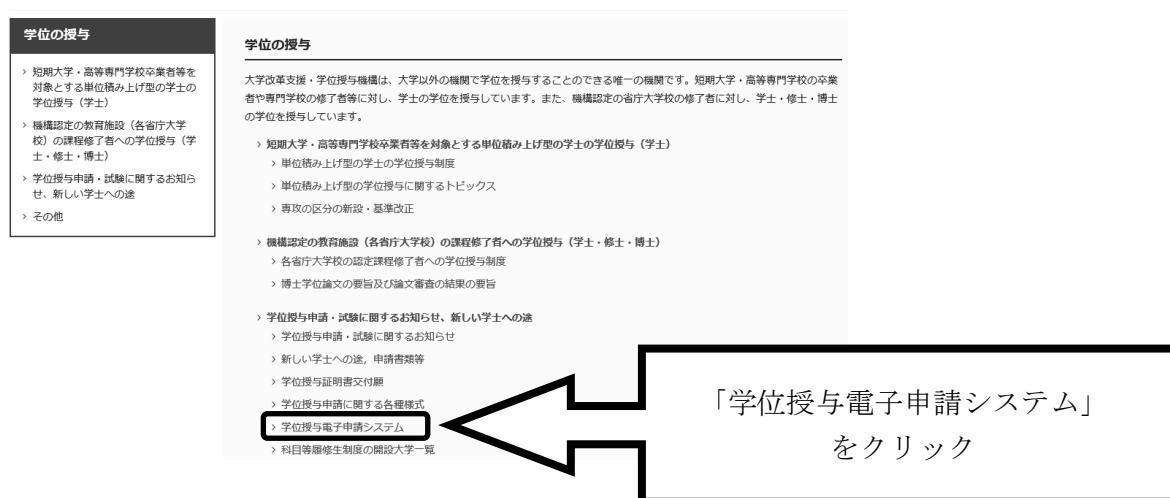 学位の授与
› 短期大学・高等専門学校卒業者等を
対象とする単位積み上げ型の学士の
学位授与（学士）
› 機構認定の教育施設（各省庁大学
校）の課程修了者への学位授与（学
士・修士・博士）
› 学位授与申請・試験に関するお知ら
せ、新しい学士への途
› その他
学位の授与
大学改革支援・学位授与機構は、大学以外の機関で学位を授与することのできる唯一の機関です。短期大学・高等専門学校の卒業
者や専門学校の修了者等に対し、学士の学位を授与しています。また、機構認定の省庁大学校の修了者に対し、学士・修士・博士
の学位を授与しています。
› 短期大学・高等専門学校卒業者等を対象とする単位積み上げ型の学士の学位授与（学士）
› 単位積み上げ型の学士の学位授与制度
› 単位積み上げ型の学位授与に関するトピックス
› 専攻の区分の新設・基準改正
› 機構認定の教育施設（各省庁大学校）の課程修了者への学位授与（学士・修士・博士）
› 各省庁大学校の認定課程修了者への学位授与制度
› 博士学位論文の要旨及び論文審査の結果の要旨
› 学位授与申請・試験に関するお知らせ、新しい学士への途
› 学位授与申請・試験に関するお知らせ
› 新しい学士への途，申請書類等
› 学位授与証明書交付願
› 学位授与申請に関する各種様式
› 学位授与電子申請システム
› 科目等履修生制度の開設大学一覧
「学位授与電子申請システム」
をクリック